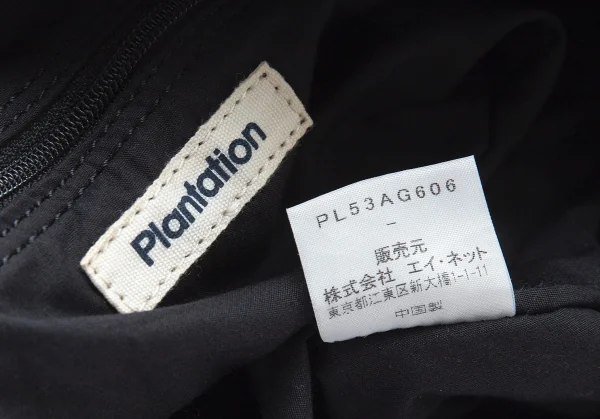 Plantation
PL53AG606
-
販売元
株式会社 エイ・ネット
東京都江東区新大橋1-1-11
中国製